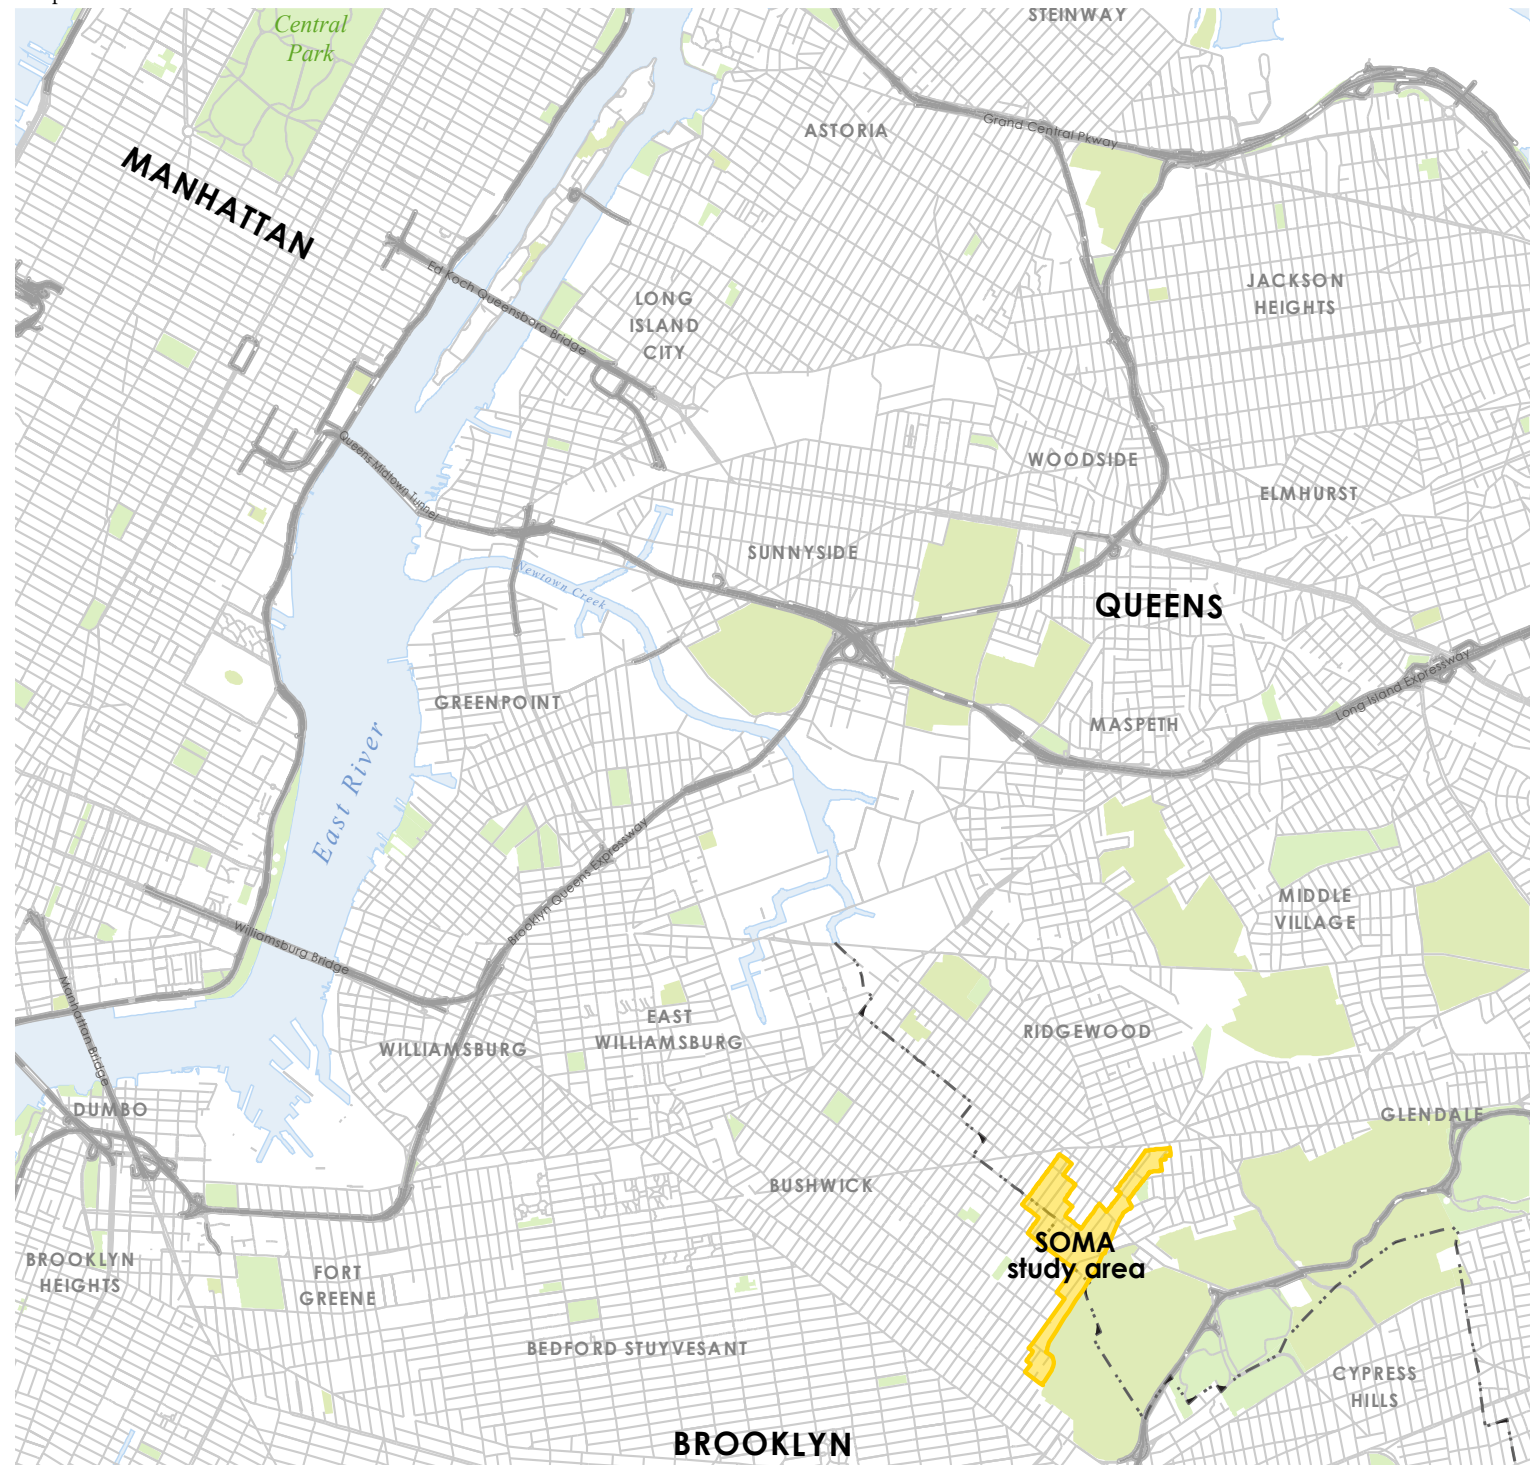 STEINWAY
Central
Park
ASTORIA
Grand Central Pkway
MANHATTAN
Ed Koch Queensboro Bridge
LONG
ISLAND
CITY
JACKSON
HEIGHTS
Queens Midtown Tunnel
WOODSIDE
ELMHURST
SUNNYSIDE
Newtown Creek
QUEENS
Long Island Expressway
GREENPOINT
MASPETH
East River
Brooklyn Queens Expressway
MIDDLE
VILLAGE
Williamsburg Bridge
Manhattan Bridge
EAST
WILLIAMSBURG
RIDGEWOOD
WILLIAMSBURG
DUMBO
GLENDALE
BUSHWICK
SOMA
study area
BROOKLYN
HEIGHTS
FORT
GREENE
BEDFORD STUYVESANT
CYPRESS
HILLS
BROOKLYN